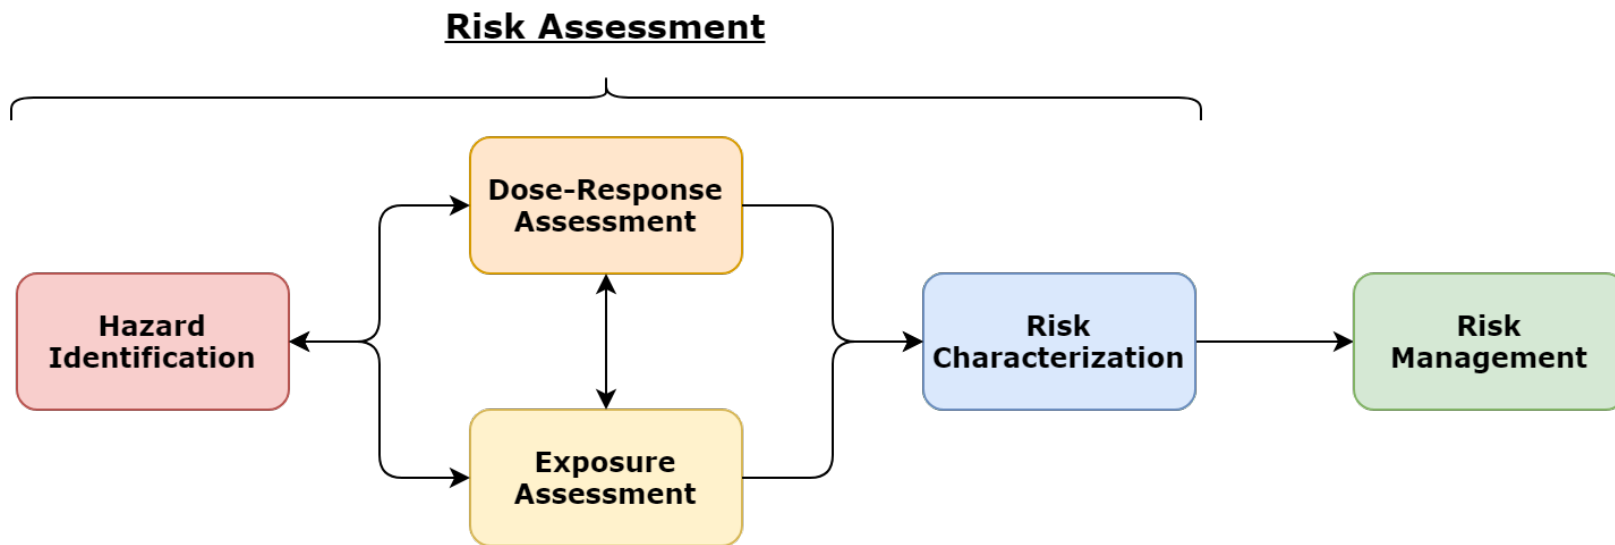 Risk Assessment
Dose-Response
Assessment
Hazard
Identification
Exposure
Assessment
Risk
Characterization
Risk
Management